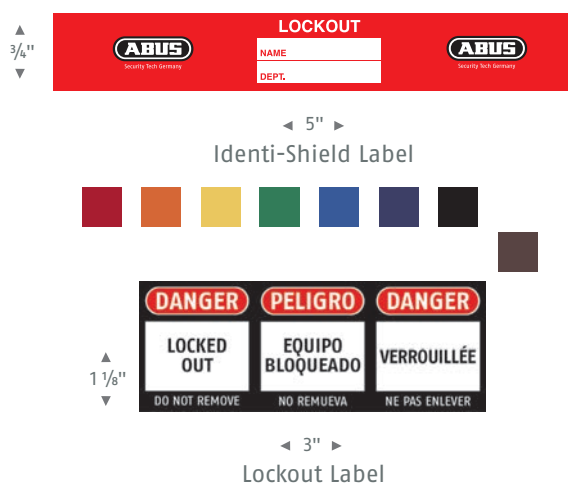 LOCKOUT
ABUS
Security Tech Germany
NAME
DEPT.
ABUS
Security Tech Germany
3/4"
5"
Identi-Shield Label
DANGER PELIGRO DANGER
LOCKED OUT
EQUIPO BLOQUEADO
VERROUILLÉE
DO NOT REMOVE NO REMUEVA NE PAS ENLEVER
1 1/8"
3"
Lockout Label